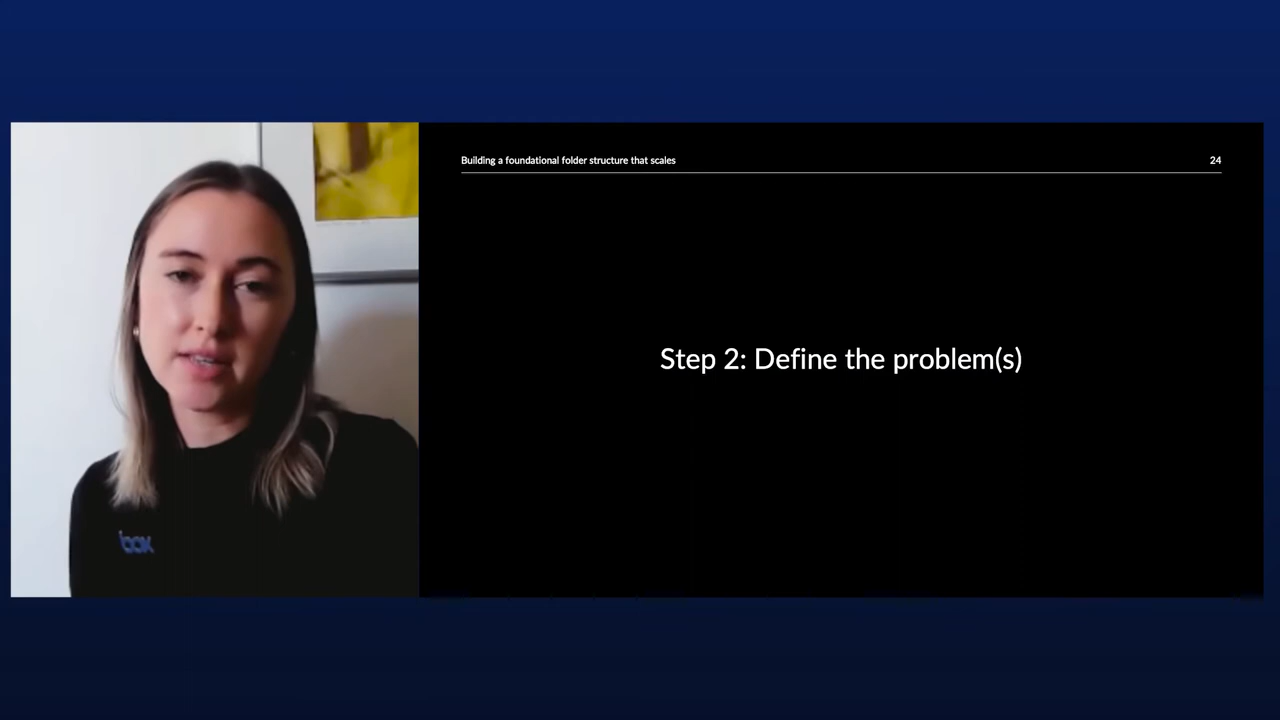 Building a foundational folder structure that scales
24
Step 2: Define the problem(s)
box